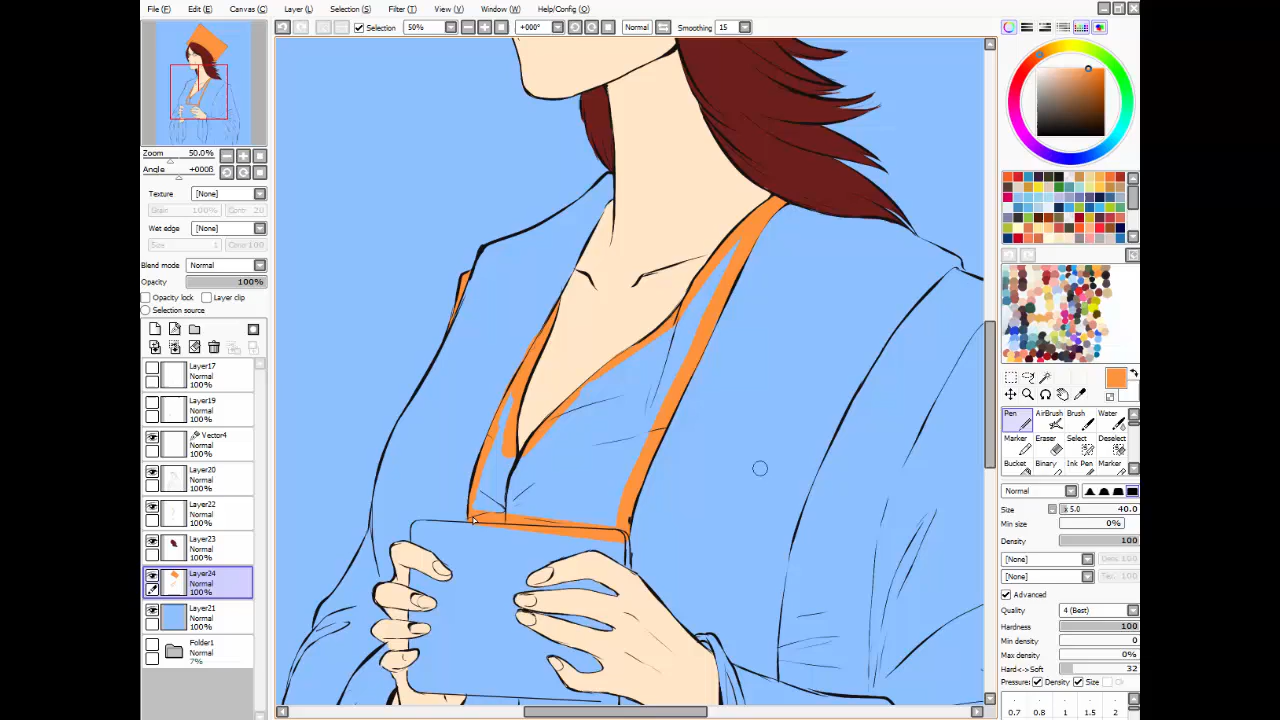 File (F) Edit (E) Canvas (C) Layer (L) Selection (S) Filter (T) View (V) Window (W) Help/Config (O)
Selection 50% +000° Normal Smoothing 15
Zoom 50.0%
Angle +000ß
Texture [None]
100% 20
Wet edge [None]
Size 1 100
Blend mode Normal
Opacity 100%
Opacity lock Layer clip
Selection source
Layer17
Normal
100%
Layer19
Normal
100%
Vector4
Normal
100%
Layer20
Normal
100%
Layer22
Normal
100%
Layer23
Normal
100%
Layer24
Normal
100%
Layer21
Normal
100%
Folder1
Normal
7%
Pen AirBrush Brush Water
Marker Eraser Select Deselect
Bucket Binary Ink Pen Marker
Normal
Size x 5.0 40.0
Min size 0%
Density 100
[None]
[None]
Advanced
Quality 4 (Best)
Hardness 100
Min density 0
Max density 0%
Hard<->Soft 32
Pressure: Density Size
0.7 0.8 1 1.5 2